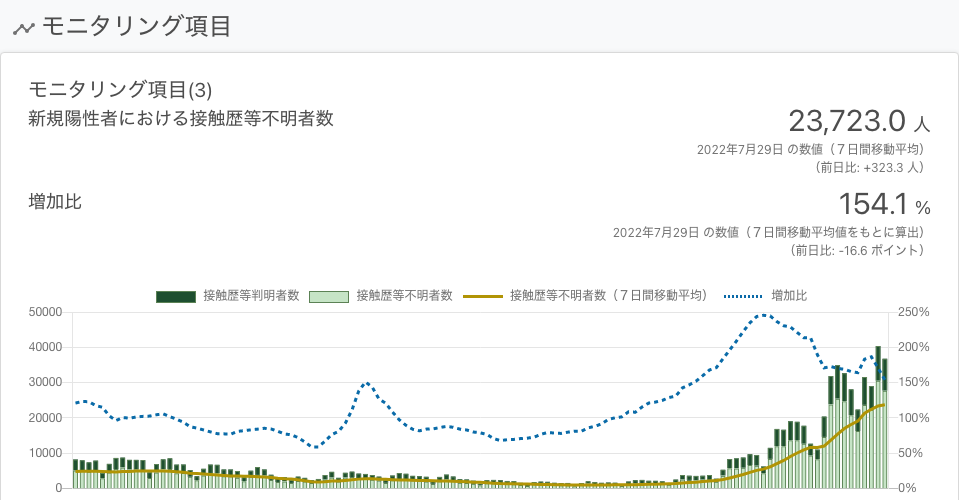 モニタリング項目
モニタリング項目(3)
新規陽性者における接触歴等不明者数
23,723.0 人
2022年7月29日 の数値（７日間移動平均）
（前日比: +323.3 人）
増加比
154.1 %
2022年7月29日 の数値（７日間移動平均値をもとに算出）
（前日比: -16.6 ポイント）
接触歴等判明者数 接触歴等不明者数 接触歴等不明者数（７日間移動平均） 増加比
50000 250%
40000 200%
30000 150%
20000 100%
10000 50%
0 0%